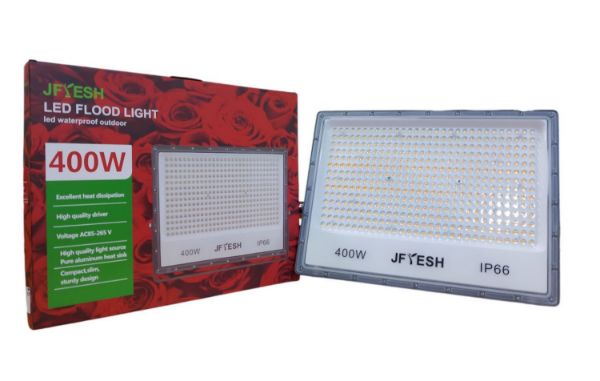 JFYESH
LED FLOOD LIGHT
led waterproof outdoor
400W
Excellent heat dissipation
High quality driver
Voltage AC85-265 V
High quality light source
Pure aluminum heat sink
Compact,slim,
sturdy design
400W JFYESH IP66
400W JFYESH IP66